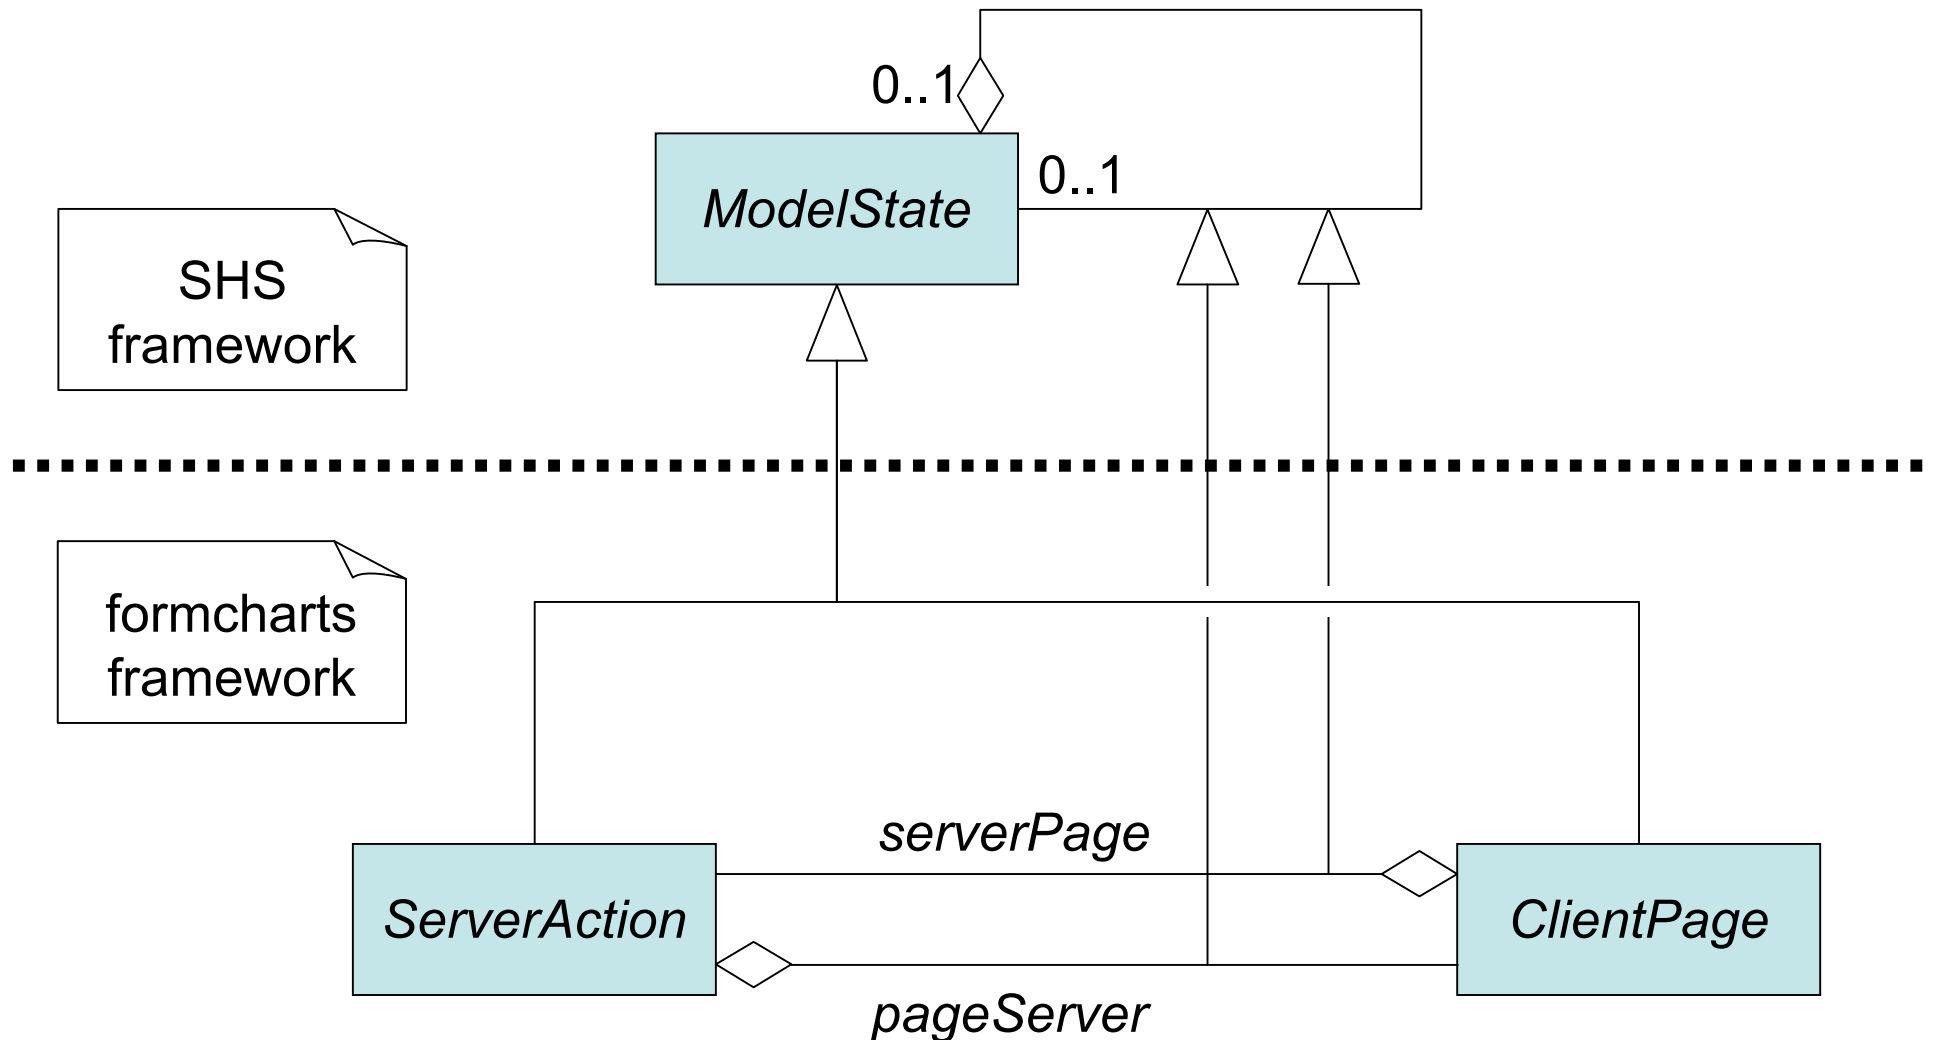 0..1
0..1
ModelState
SHS
framework
formcharts
framework
serverPage
ServerAction
ClientPage
pageServer